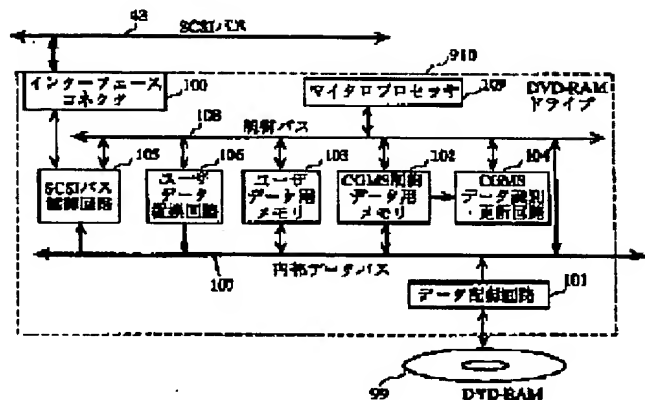 43
SCSIバス
910
インターフェース
コネクタ
100
マイクロプロセッサ
109
DVD-RAM
ドライブ
108
制御バス
105
SCSIバス
制御回路
106
ユーザ
データ
変換回路
103
ユーザ
データ用
メモリ
102
CGMS制御
データ用
メモリ
104
CGMS
データ識別
・更新回路
107
内部データバス
データ記録回路
101
99
DVD-RAM